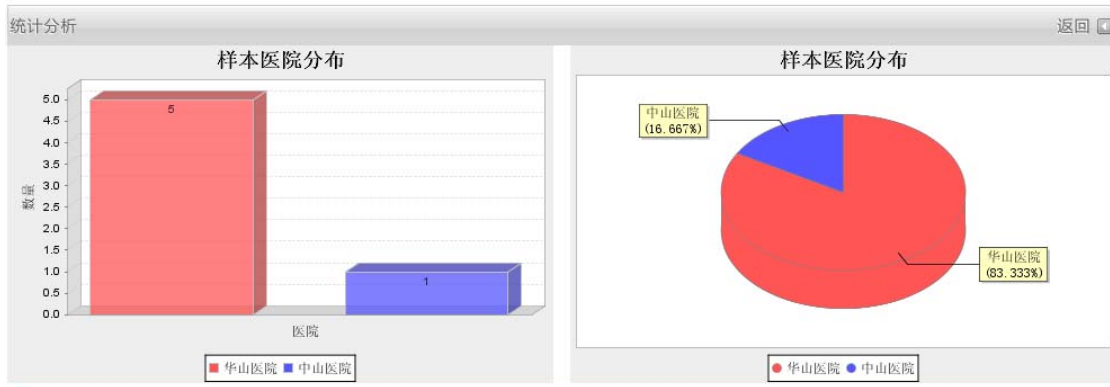 统计分析
返回
样本医院分布
5.0
4.5
4.0
3.5
3.0
2.5
2.0
1.5
1.0
0.5
0.0
数量
5
1
医院
华山医院 中山医院
样本医院分布
中山医院
(16.667%)
华山医院
(83.333%)
华山医院 中山医院